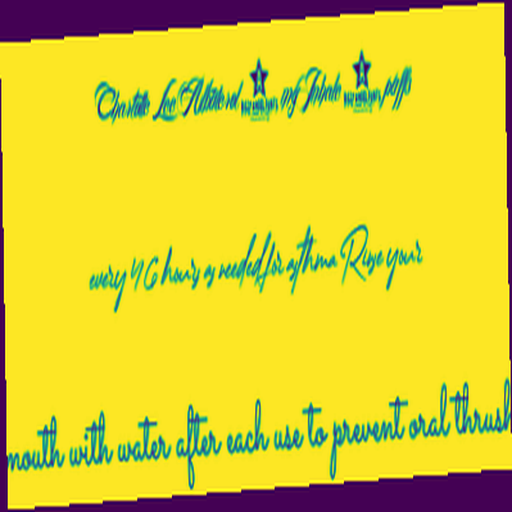 Charlotte Lee Albuterol mg Inhale puffs
every 4 6 hours as needed for asthma Rinse your
mouth with water after each use to prevent oral thrush